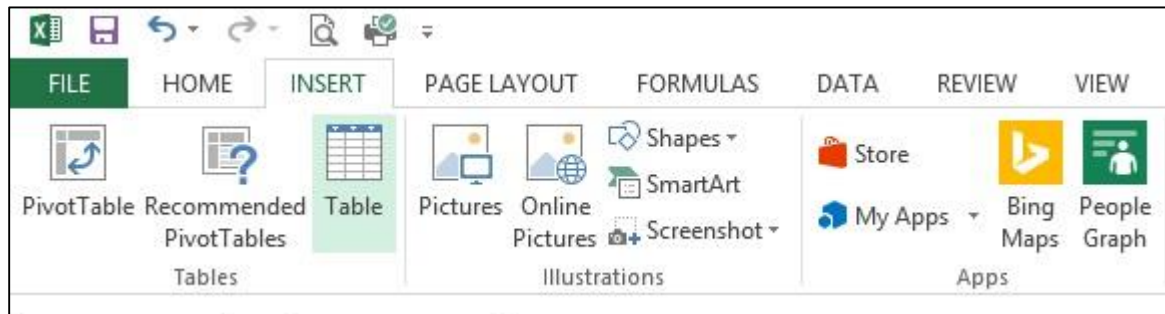 FILE HOME INSERT PAGE LAYOUT FORMULAS DATA REVIEW VIEW
PivotTable Recommended PivotTables Table
Pictures Online Pictures Shapes
SmartArt
Screenshot
Store
My Apps
Bing Maps People Graph
Tables Illustrations Apps